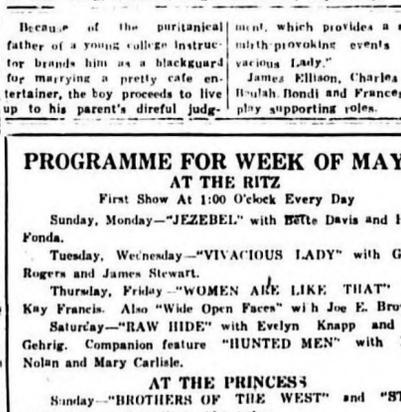 Because of the puritanical
father of a young college instruc-
tor brands him as a blackguard
for marrying a pretty cafe en-
tertainer, the boy proceeds to live
up to his parent's direful judg-
ment, which provides a
mirth-provoking events
vacious Lady."
James Ellison, Charles
Beulah Bondi and Frances
play supporting roles.
PROGRAMME FOR WEEK OF MAY
AT THE RITZ
First Show At 1:00 O'clock Every Day
Sunday, Monday—"JEZEBEL" with Bette Davis and H
Fonda.
Tuesday, Wednesday—"VIVACIOUS LADY" with G
Rogers and James Stewart.
Thursday, Friday—"WOMEN ARE LIKE THAT"
Kay Francis. Also "Wide Open Faces" with Joe E. Bro
Saturday—"RAW HIDE" with Evelyn Knapp and
Gehrig. Companion feature "HUNTED MEN" with
Nolan and Mary Carlisle.
AT THE PRINCESS
Sunday—"BROTHERS OF THE WEST" and "ST